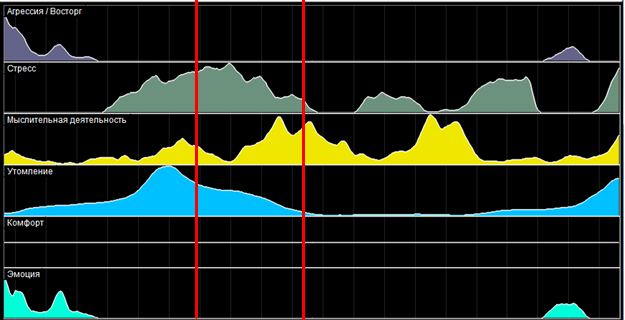 Агрессия / Восторг
Стресс
Мыслительная деятельность
Утомление
Комфорт
Эмоция